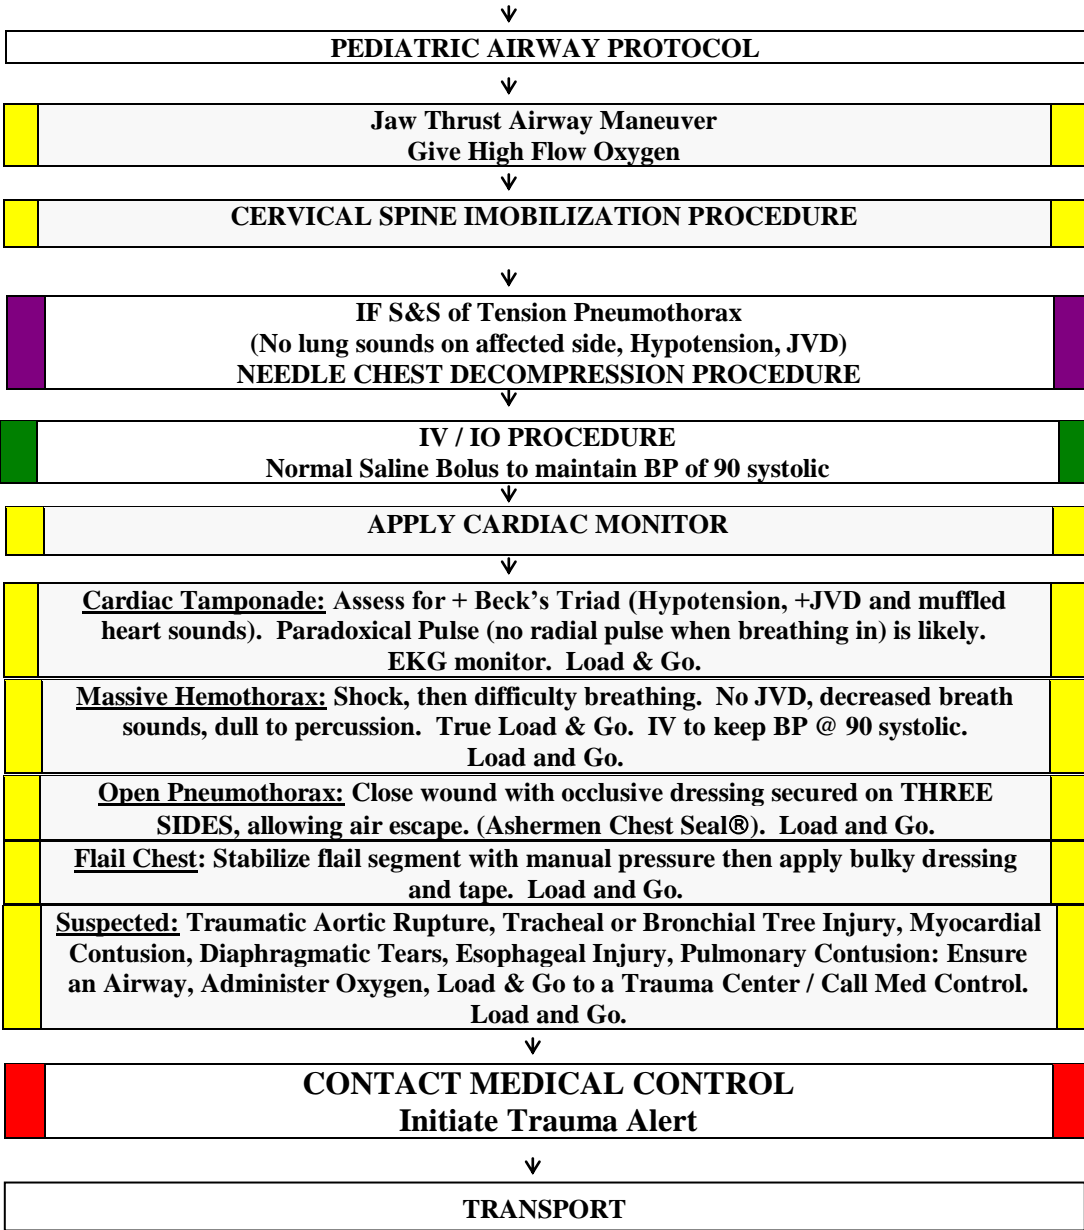 PEDIATRIC AIRWAY PROTOCOL
Jaw Thrust Airway Maneuver
Give High Flow Oxygen
CERVICAL SPINE IMOBILIZATION PROCEDURE
IF S&S of Tension Pneumothorax
(No lung sounds on affected side, Hypotension, JVD)
NEEDLE CHEST DECOMPRESSION PROCEDURE
IV / IO PROCEDURE
Normal Saline Bolus to maintain BP of 90 systolic
APPLY CARDIAC MONITOR
Cardiac Tamponade: Assess for + Beck's Triad (Hypotension, +JVD and muffled
heart sounds). Paradoxical Pulse (no radial pulse when breathing in) is likely.
EKG monitor. Load & Go.
Massive Hemothorax: Shock, then difficulty breathing. No JVD, decreased breath
sounds, dull to percussion. True Load & Go. IV to keep BP @ 90 systolic.
Load and Go.
Open Pneumothorax: Close wound with occlusive dressing secured on THREE
SIDES, allowing air escape. (Ashermen Chest Seal®). Load and Go.
Flail Chest: Stabilize flail segment with manual pressure then apply bulky dressing
and tape. Load and Go.
Suspected: Traumatic Aortic Rupture, Tracheal or Bronchial Tree Injury, Myocardial
Contusion, Diaphragmatic Tears, Esophageal Injury, Pulmonary Contusion: Ensure
an Airway, Administer Oxygen, Load & Go to a Trauma Center / Call Med Control.
Load and Go.
CONTACT MEDICAL CONTROL
Initiate Trauma Alert
TRANSPORT